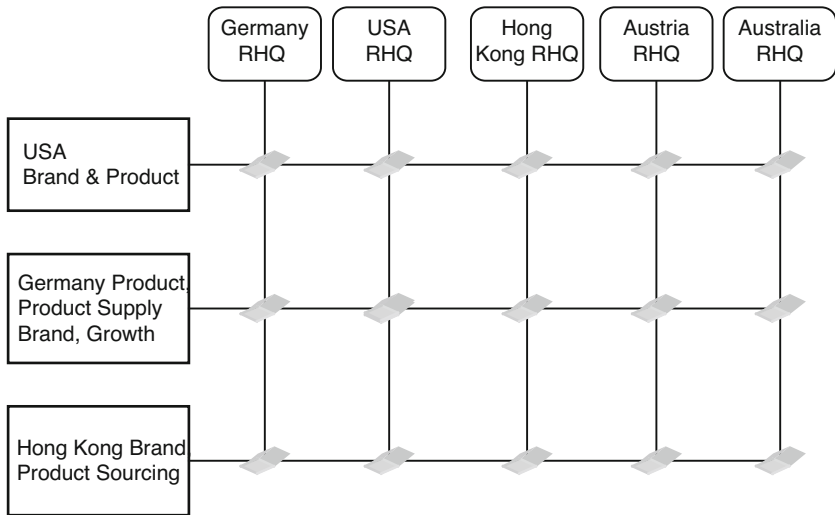 Germany
RHQ
USA
RHQ
Hong
Kong RHQ
Austria
RHQ
Australia
RHQ
USA
Brand & Product
Germany Product,
Product Supply
Brand, Growth
Hong Kong Brand,
Product Sourcing